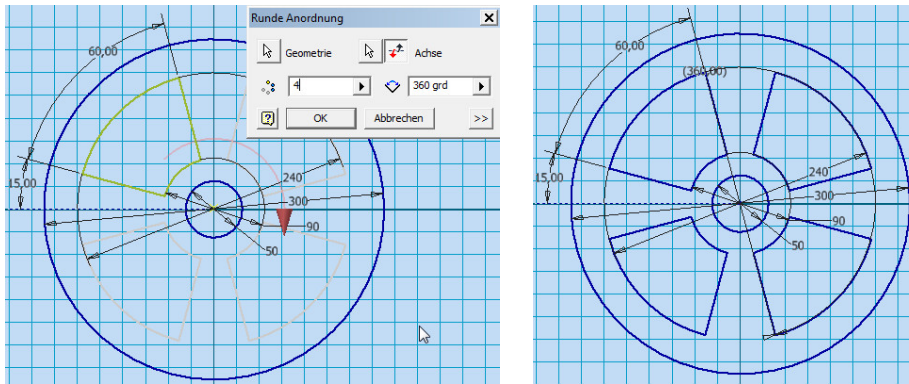 Runde Anordnung
Geometrie
Achse
4
360 grd
OK
Abbrechen
>>
60,00
15,00
240
300
90
50
60,00
(360,00)
15,00
240
300
90
50